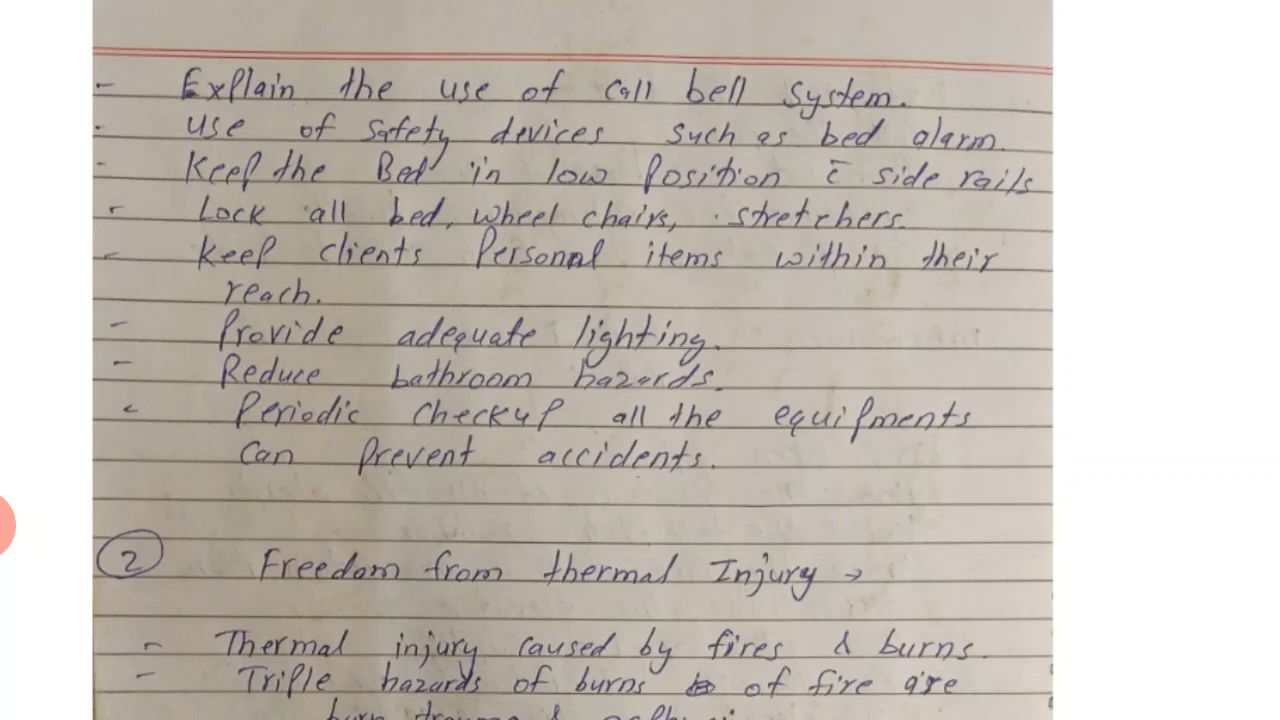 - Explain the use of call bell system.
- use of safety devices such as bed alarm.
- Keep the Bed in low Position c̄ side rails
- Lock all bed, wheel chairs, stretchers.
- Keep clients Personal items within their
reach.
- Provide adequate lighting.
- Reduce bathroom hazards.
- Periodic checkup all the equipments
can prevent accidents.
2 Freedom from thermal Injury →
- Thermal injury caused by fires & burns.
- Triple hazards of burns of fire are
burn trauma &